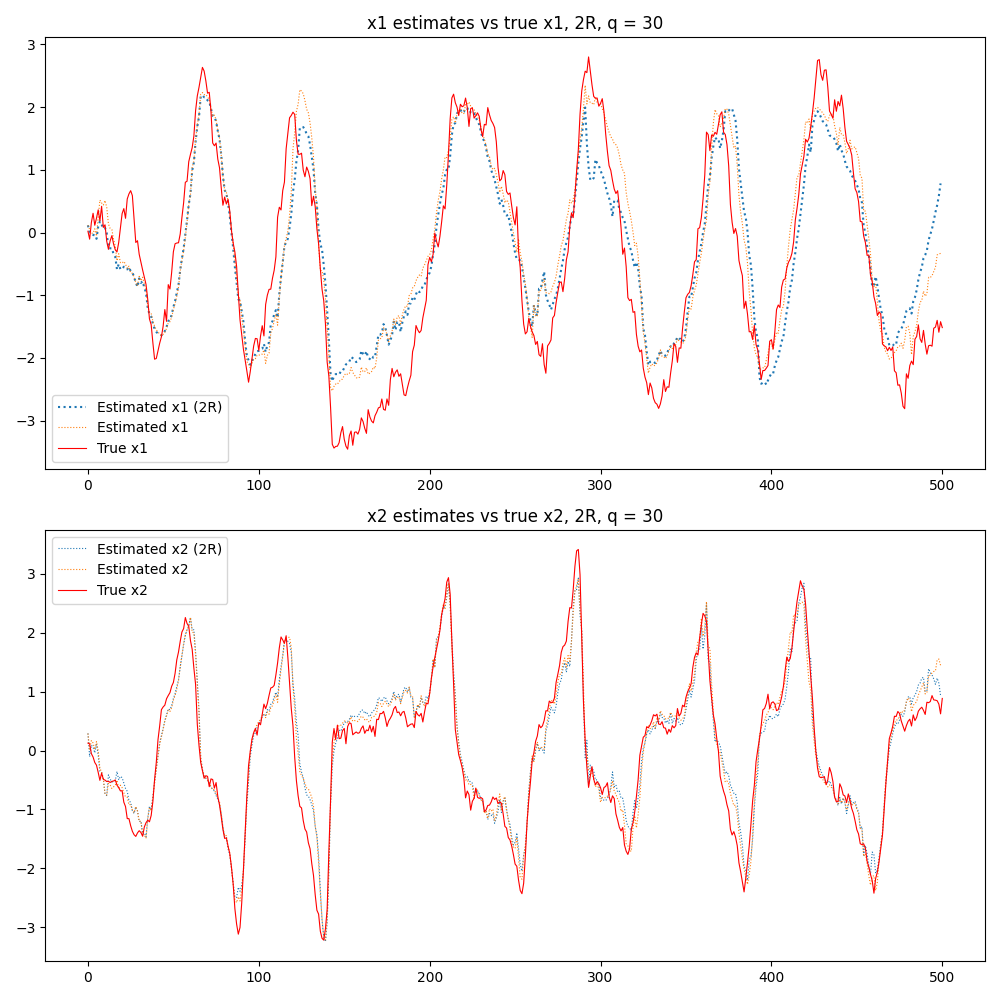 x1 estimates vs true x1, 2R, q = 30
3
2
1
0
−1
−2
−3
Estimated x1 (2R)
Estimated x1
True x1
0 100 200 300 400 500
x2 estimates vs true x2, 2R, q = 30
Estimated x2 (2R)
Estimated x2
True x2
3
2
1
0
−1
−2
−3
0 100 200 300 400 500